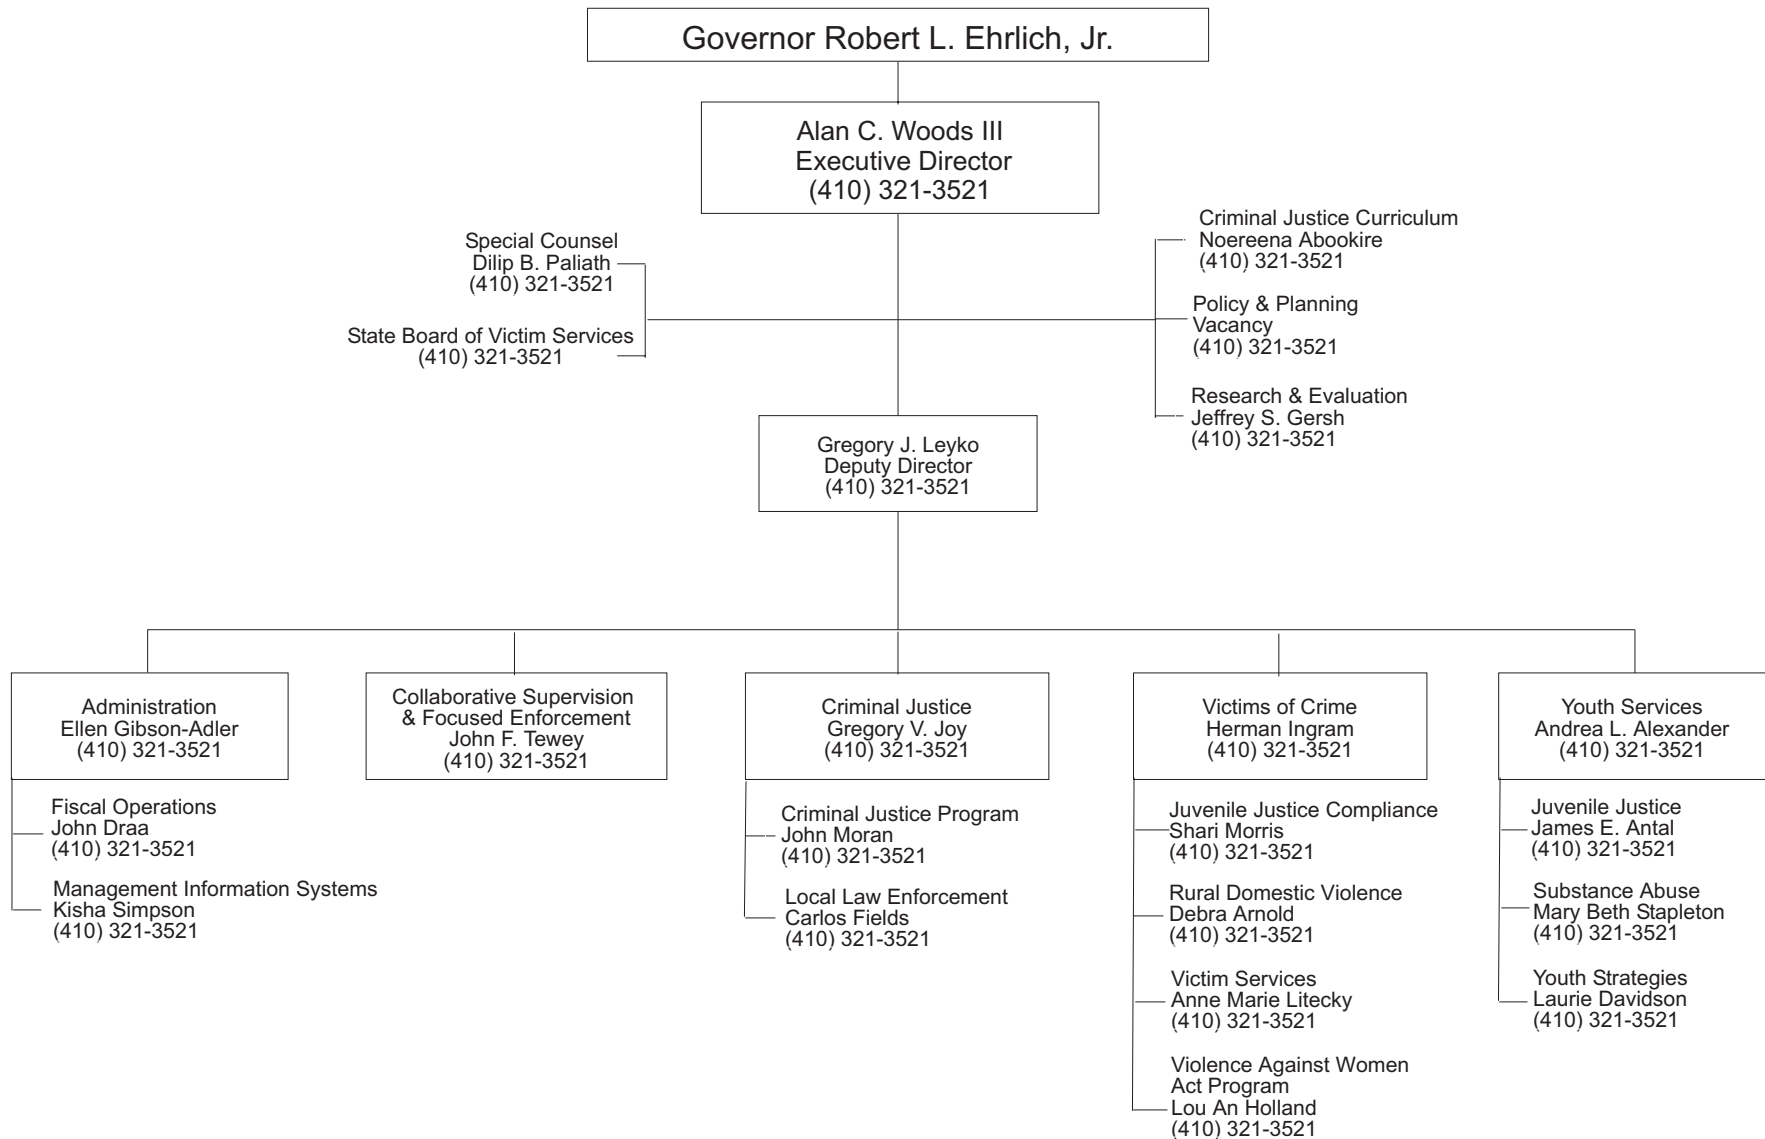 Governor Robert L. Ehrlich, Jr.
Alan C. Woods III
Executive Director
(410) 321-3521
Special Counsel
Dilip B. Paliath
(410) 321-3521
State Board of Victim Services
(410) 321-3521
Criminal Justice Curriculum
Noereena Abookire
(410) 321-3521
Policy & Planning
Vacancy
(410) 321-3521
Research & Evaluation
Jeffrey S. Gersh
(410) 321-3521
Gregory J. Leyko
Deputy Director
(410) 321-3521
Administration
Ellen Gibson-Adler
(410) 321-3521
Fiscal Operations
John Draa
(410) 321-3521
Management Information Systems
Kisha Simpson
(410) 321-3521
Collaborative Supervision
& Focused Enforcement
John F. Tewey
(410) 321-3521
Criminal Justice
Gregory V. Joy
(410) 321-3521
Criminal Justice Program
John Moran
(410) 321-3521
Local Law Enforcement
Carlos Fields
(410) 321-3521
Victims of Crime
Herman Ingram
(410) 321-3521
Juvenile Justice Compliance
Shari Morris
(410) 321-3521
Rural Domestic Violence
Debra Arnold
(410) 321-3521
Victim Services
Anne Marie Litecky
(410) 321-3521
Violence Against Women
Act Program
Lou An Holland
(410) 321-3521
Youth Services
Andrea L. Alexander
(410) 321-3521
Juvenile Justice
James E. Antal
(410) 321-3521
Substance Abuse
Mary Beth Stapleton
(410) 321-3521
Youth Strategies
Laurie Davidson
(410) 321-3521